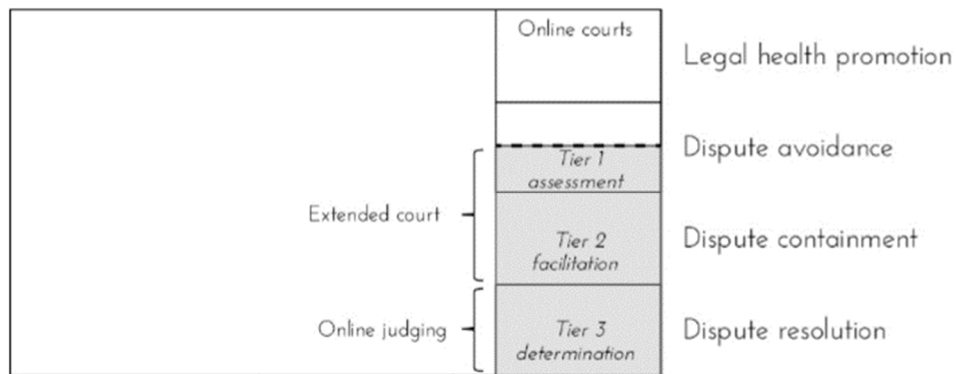 Online courts
Legal health promotion
Dispute avoidance
Tier 1
assessment
Extended court
Tier 2
facilitation
Dispute containment
Online judging
Tier 3
determination
Dispute resolution